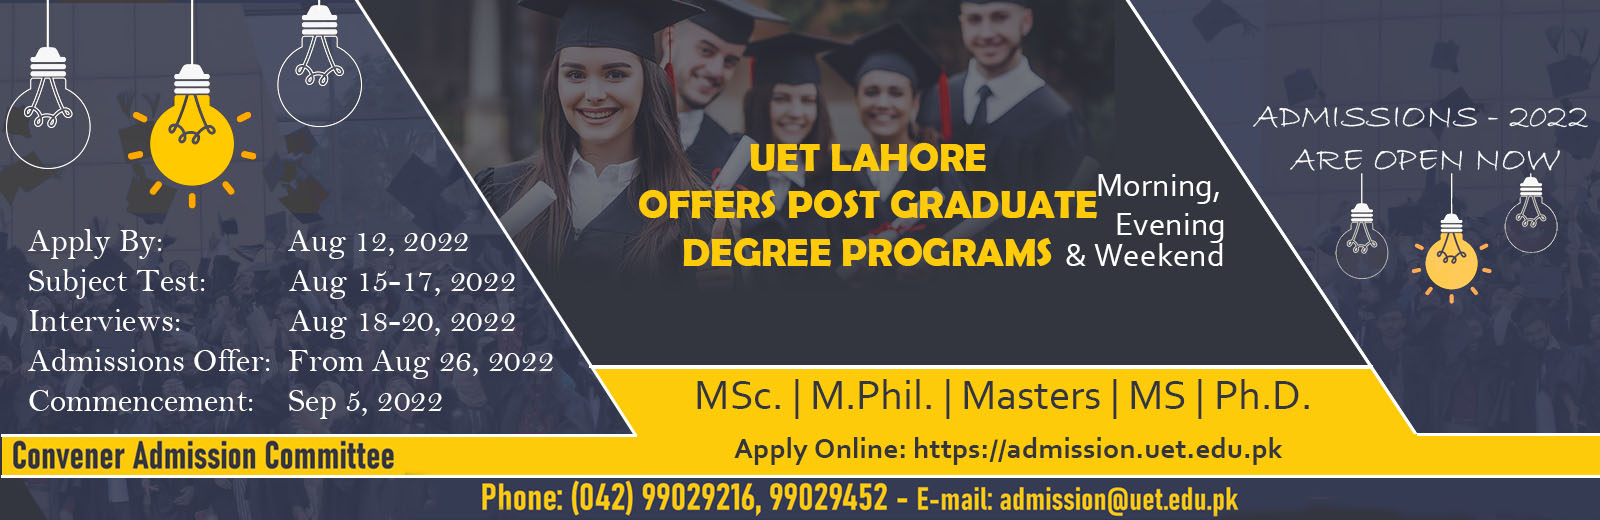 Apply By: Aug 12, 2022
Subject Test: Aug 15-17, 2022
Interviews: Aug 18-20, 2022
Admissions Offer: From Aug 26, 2022
Commencement: Sep 5, 2022
UET LAHORE
OFFERS POST GRADUATE
DEGREE PROGRAMS
Morning,
Evening
& Weekend
ADMISSIONS - 2022
ARE OPEN NOW
MSc. | M.Phil. | Masters | MS | Ph.D.
Convener Admission Committee
Apply Online: https://admission.uet.edu.pk
Phone: (042) 99029216, 99029452 - E-mail: admission@uet.edu.pk